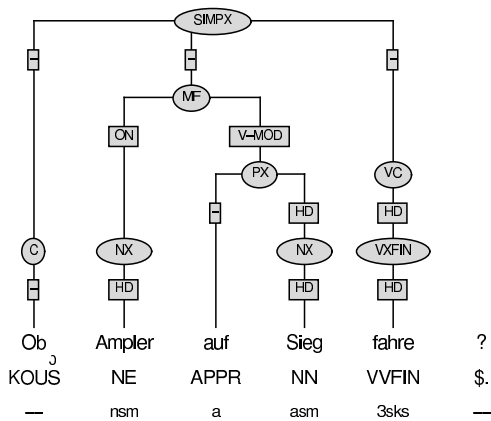 SIMPX
– – –
MF
ON V–MOD
PX VC
– HD HD
C NX NX VXFIN
– HD HD HD
Ob Ampler auf Sieg fahre ?
KOUS NE APPR NN VVFIN $.
–– nsm a asm 3sks ––